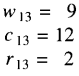 w₁₃ = 9
c₁₃ = 12
r₁₃ = 2